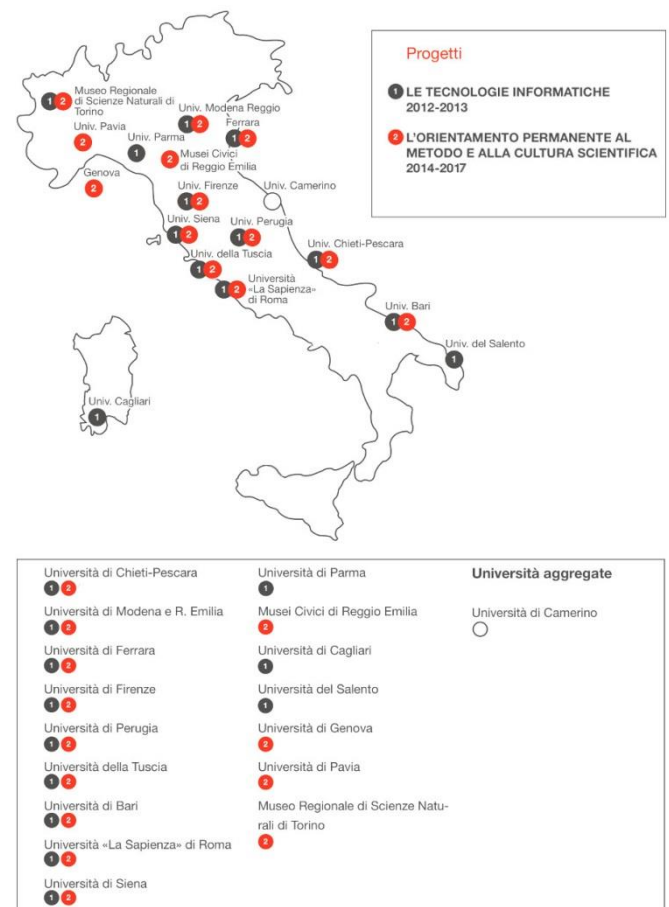 Progetti
1 LE TECNOLOGIE INFORMATICHE
2012-2013
2 L'ORIENTAMENTO PERMANENTE AL
METODO E ALLA CULTURA SCIENTIFICA
2014-2017
1 2 Museo Regionale
di Scienze Naturali di
Torino
Univ. Pavia
2
Univ. Parma
1
Univ. Modena Reggio
1 2
Ferrara
1 2
2 Musei Civici
di Reggio Emilia
Genova
2
Univ. Firenze
1 2
Univ. Camerino
Univ. Siena
1 2
Univ. Perugia
1 2
Univ. Chieti-Pescara
1 2
Univ. della Tuscia
1 2
1 2 Università
«La Sapienza»
di Roma
Univ. Bari
1 2
Univ. del Salento
1
Univ. Cagliari
1
Università di Chieti-Pescara
1 2
Università di Modena e R. Emilia
1 2
Università di Ferrara
1 2
Università di Firenze
1 2
Università di Perugia
1 2
Università della Tuscia
1 2
Università di Bari
1 2
Università «La Sapienza» di Roma
1 2
Università di Siena
1 2
Università di Parma
1
Musei Civici di Reggio Emilia
2
Università di Cagliari
1
Università del Salento
1
Università di Genova
2
Università di Pavia
2
Museo Regionale di Scienze Natu-
rali di Torino
2
Università aggregate
Università di Camerino